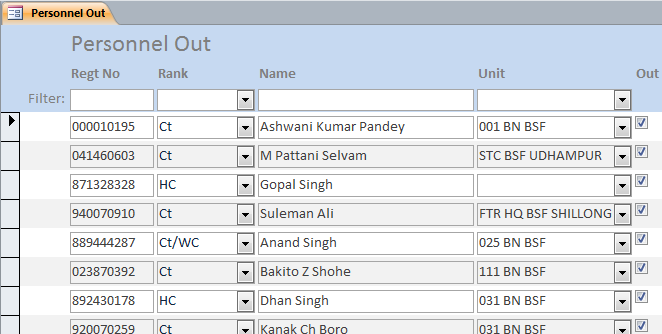 Personnel Out
Personnel Out
Regt No Rank Name Unit Out
Filter:
000010195 Ct Ashwani Kumar Pandey 001 BN BSF
041460603 Ct M Pattani Selvam STC BSF UDHAMPUR
871328328 HC Gopal Singh
940070910 Ct Suleman Ali FTR HQ BSF SHILLONG
889444287 Ct/WC Anand Singh 025 BN BSF
023870392 Ct Bakito Z Shohe 111 BN BSF
892430178 HC Dhan Singh 031 BN BSF
920070259 Ct Kanak Ch Boro 031 BN BSF